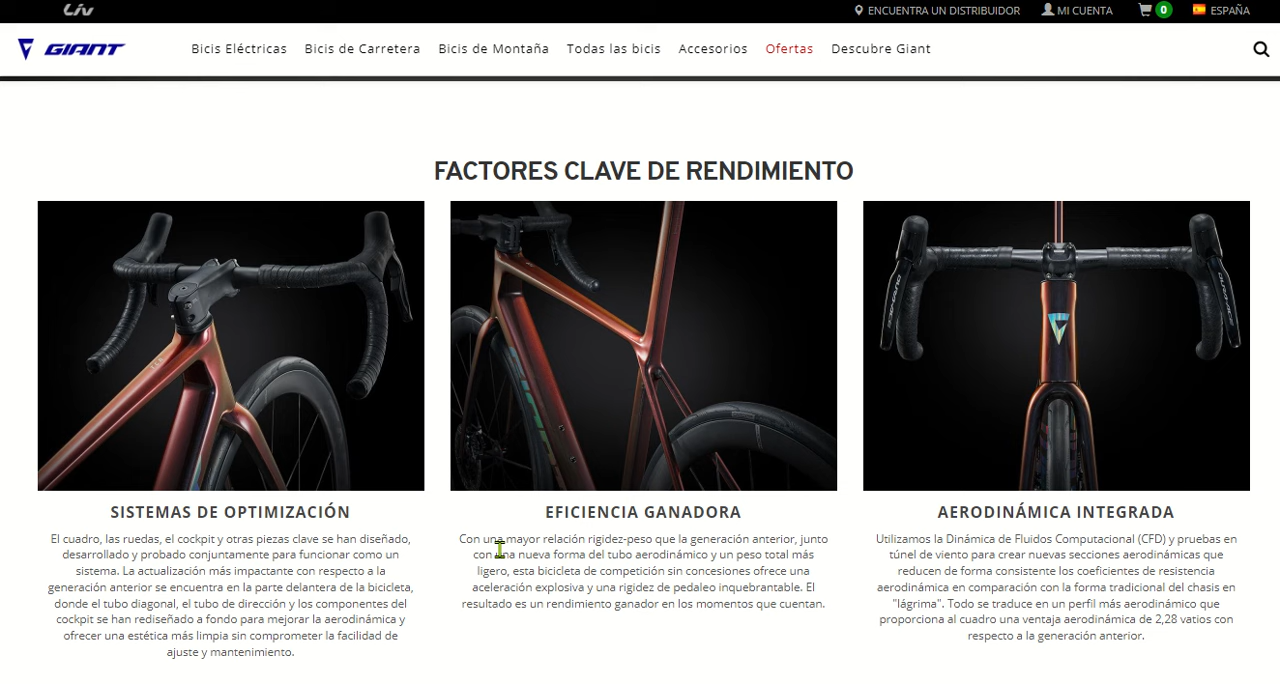 Liv
ENCUENTRA UN DISTRIBUIDOR MI CUENTA 0 ESPAÑA
GIANT Bicis Eléctricas Bicis de Carretera Bicis de Montaña Todas las bicis Accesorios Ofertas Descubre Giant
FACTORES CLAVE DE RENDIMIENTO
SISTEMAS DE OPTIMIZACIÓN
El cuadro, las ruedas, el cockpit y otras piezas clave se han diseñado,
desarrollado y probado conjuntamente para funcionar como un
sistema. La actualización más impactante con respecto a la
generación anterior se encuentra en la parte delantera de la bicicleta,
donde el tubo diagonal, el tubo de dirección y los componentes del
cockpit se han rediseñado a fondo para mejorar la aerodinámica y
ofrecer una estética más limpia sin comprometer la facilidad de
ajuste y mantenimiento.
EFICIENCIA GANADORA
Con una mayor relación rigidez-peso que la generación anterior, junto
con una nueva forma del tubo aerodinámico y un peso total más
ligero, esta bicicleta de competición sin concesiones ofrece una
aceleración explosiva y una rigidez de pedaleo inquebrantable. El
resultado es un rendimiento ganador en los momentos que cuentan.
DURA-ACE
DURA-ACE
AERODINÁMICA INTEGRADA
Utilizamos la Dinámica de Fluidos Computacional (CFD) y pruebas en
túnel de viento para crear nuevas secciones aerodinámicas que
reducen de forma consistente los coeficientes de resistencia
aerodinámica en comparación con la forma tradicional del chasis en
"lágrima". Todo se traduce en un perfil más aerodinámico que
proporciona al cuadro una ventaja aerodinámica de 2,28 vatios con
respecto a la generación anterior.